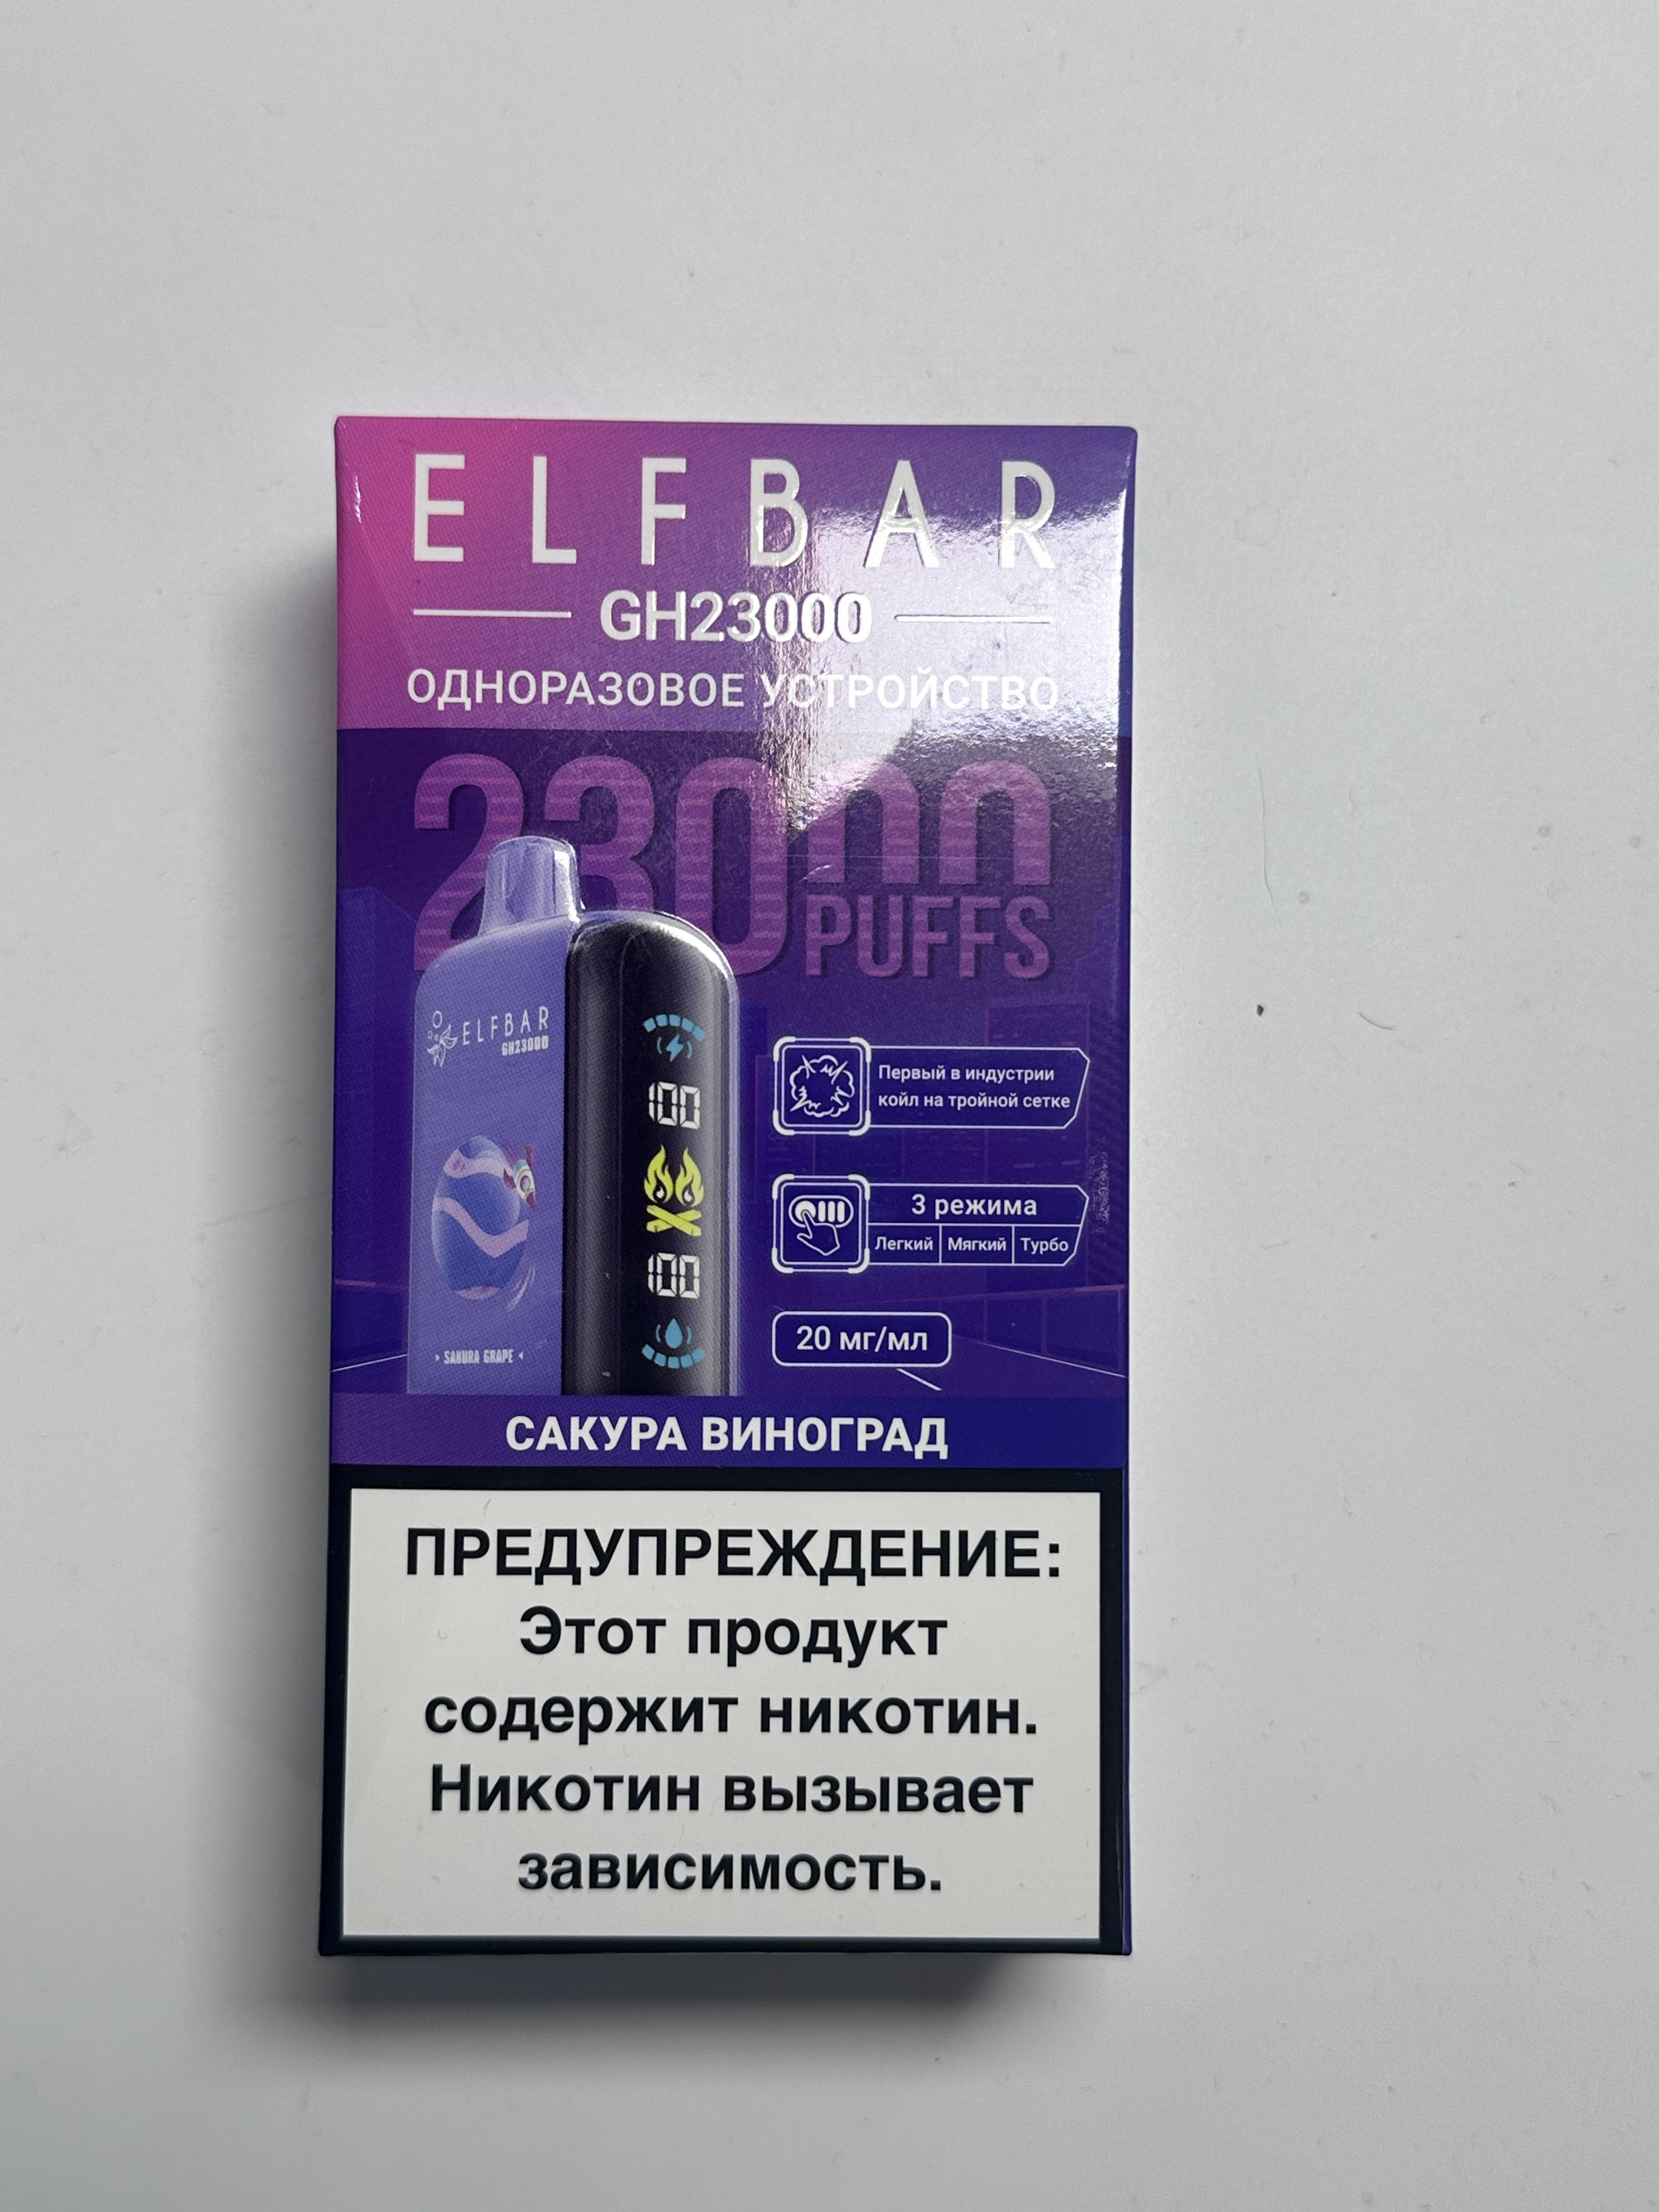 ELFBAR
GH23000
ОДНОРАЗОВОЕ УСТРОЙСТВО
23000
PUFFS
ELFBAR
GH23000
100
100
SAKURA GRAPE
Первый в индустрии
койл на тройной сетке
3 режима
Легкий Мягкий Турбо
20 мг/мл
САКУРА ВИНОГРАД
ПРЕДУПРЕЖДЕНИЕ:
Этот продукт
содержит никотин.
Никотин вызывает
зависимость.